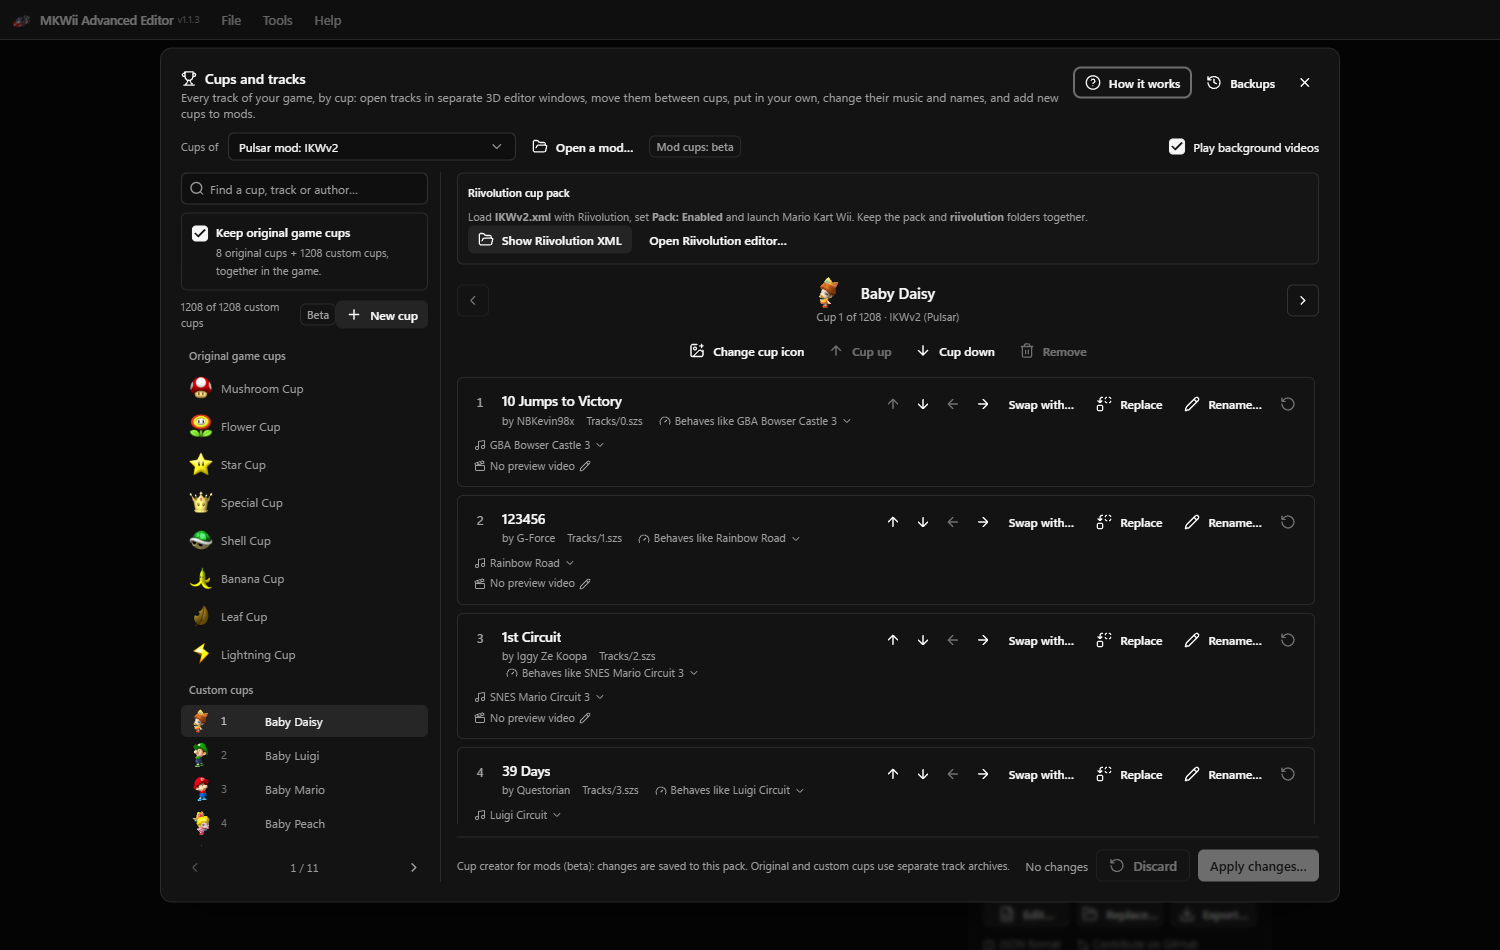 MKWii Advanced Editor v1.1.3 File Tools Help
Cups and tracks
Every track of your game, by cup: open tracks in separate 3D editor windows, move them between cups, put in your own, change their music and names, and add new
cups to mods.
How it works Backups
Cups of Pulsar mod: IKWv2 Open a mod... Mod cups: beta Play background videos
Find a cup, track or author...
Keep original game cups
8 original cups + 1208 custom cups,
together in the game.
1208 of 1208 custom
cups
Beta New cup
Original game cups
Mushroom Cup
Flower Cup
Star Cup
Special Cup
Shell Cup
Banana Cup
Leaf Cup
Lightning Cup
Custom cups
1 Baby Daisy
2 Baby Luigi
3 Baby Mario
4 Baby Peach
1 / 11
Riivolution cup pack
Load IKWv2.xml with Riivolution, set Pack: Enabled and launch Mario Kart Wii. Keep the pack and riivolution folders together.
Show Riivolution XML Open Riivolution editor...
Baby Daisy
Cup 1 of 1208 · IKWv2 (Pulsar)
Change cup icon Cup up Cup down Remove
1 10 Jumps to Victory Swap with... Replace Rename...
by NBKevin98x Tracks/0.szs Behaves like GBA Bowser Castle 3
GBA Bowser Castle 3
No preview video
2 123456 Swap with... Replace Rename...
by G-Force Tracks/1.szs Behaves like Rainbow Road
Rainbow Road
No preview video
3 1st Circuit Swap with... Replace Rename...
by Iggy Ze Koopa Tracks/2.szs
Behaves like SNES Mario Circuit 3
SNES Mario Circuit 3
No preview video
4 39 Days Swap with... Replace Rename...
by Questorian Tracks/3.szs Behaves like Luigi Circuit
Luigi Circuit
Cup creator for mods (beta): changes are saved to this pack. Original and custom cups use separate track archives. No changes Discard Apply changes...
Edit... Replace... Export...
JSON format Contribute on GitHub